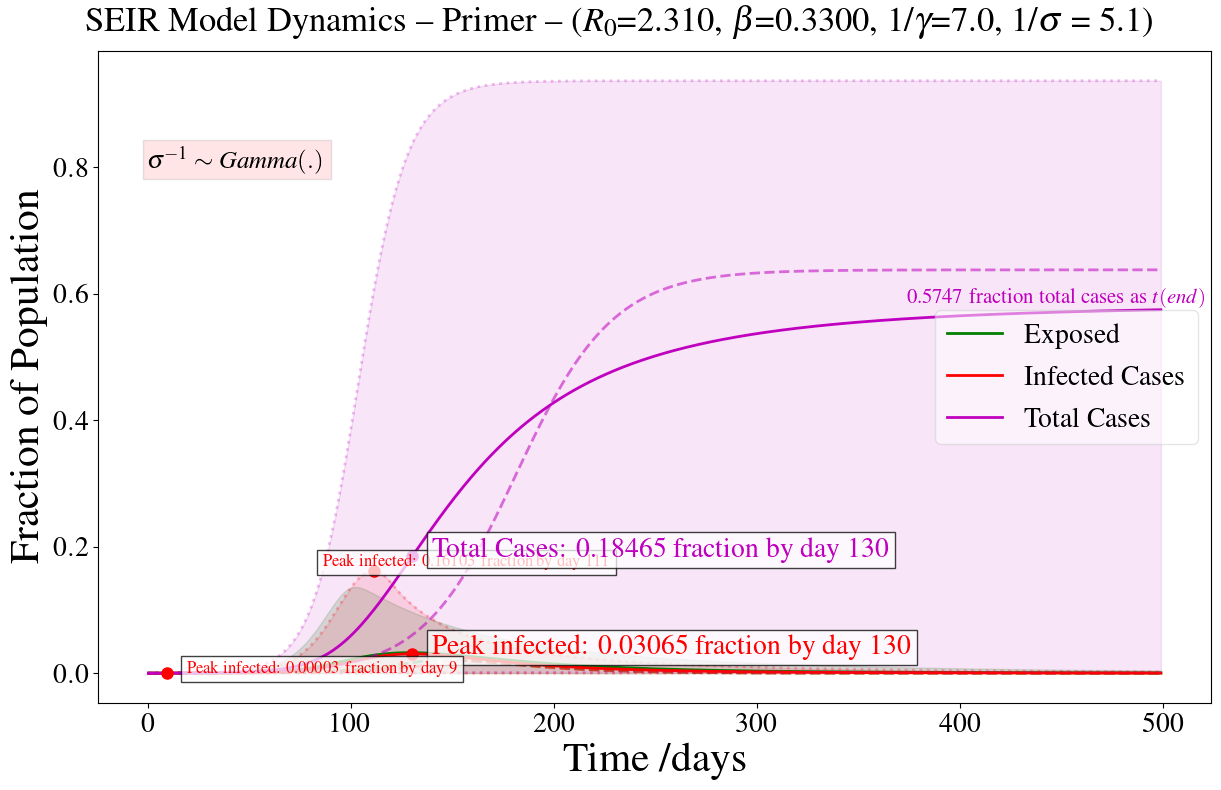 SEIR Model Dynamics – Primer – (R₀=2.310, β=0.3300, 1/γ=7.0, 1/σ = 5.1)
σ⁻¹ ∼ Gamma(.)
0.5747 fraction total cases as t(end)
Exposed
Infected Cases
Total Cases
Total Cases: 0.18465 fraction by day 130
Peak infected: 0.16103 fraction by day 111
Peak infected: 0.03065 fraction by day 130
Peak infected: 0.00003 fraction by day 9
Fraction of Population
0.8
0.6
0.4
0.2
0.0
0 100 200 300 400 500
Time /days